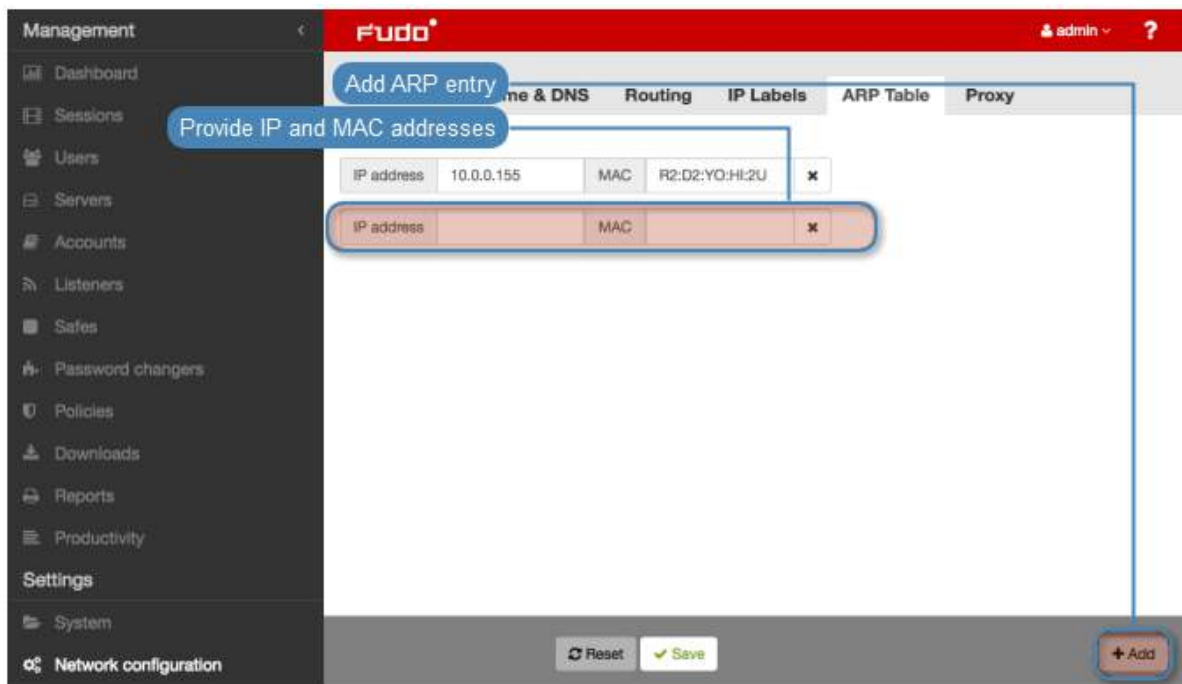 Management
Fudo
admin
?
Dashboard
Sessions
Users
Servers
Accounts
Listeners
Safes
Password changers
Policies
Downloads
Reports
Productivity
Settings
System
Network configuration
Add ARP entry
me & DNS Routing IP Labels ARP Table Proxy
Provide IP and MAC addresses
IP address 10.0.0.155 MAC R2:D2:YO:HI:2U
IP address MAC
Reset Save + Add